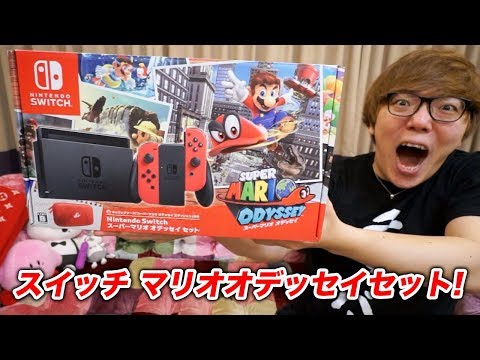 NINTENDO
SWITCH
SUPER
MARIO
ODYSSEY
スーパーマリオ オデッセイ
Nintendo Switch
スーパーマリオ オデッセイ セット
スイッチ マリオオデッセイセット!